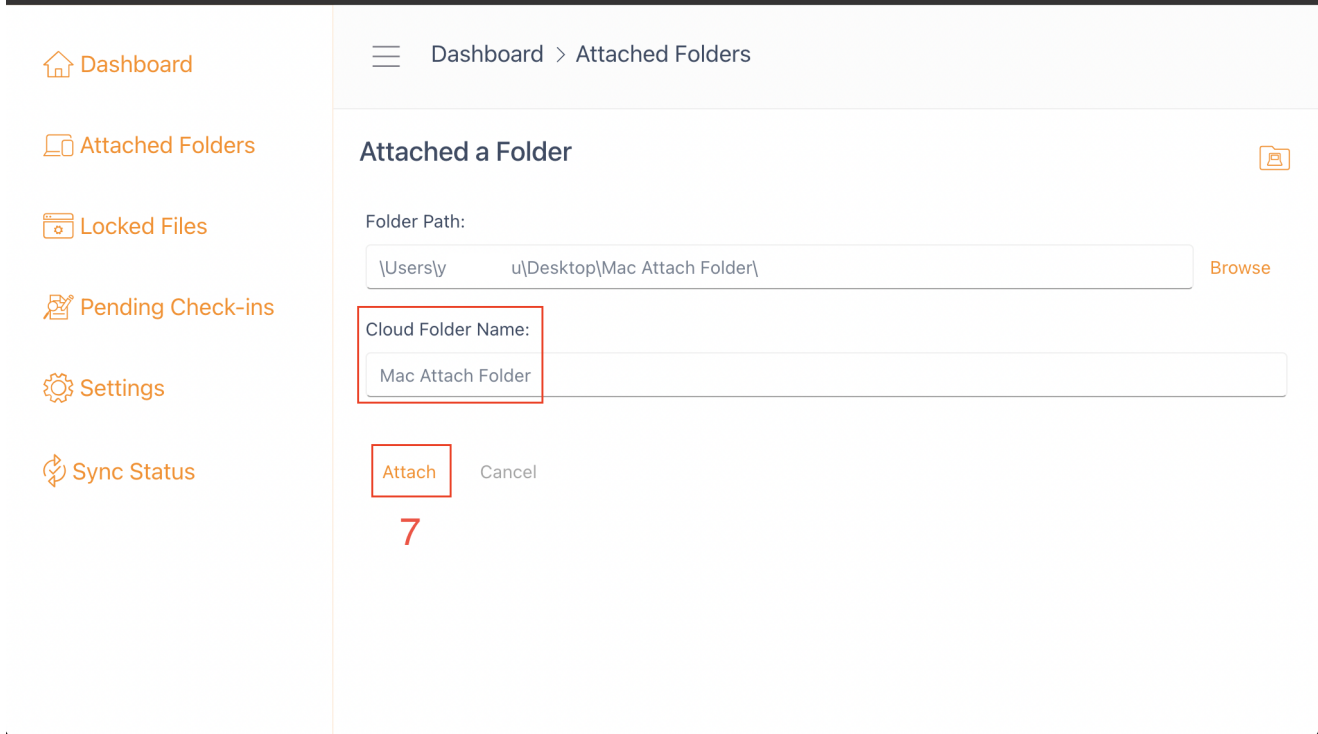 Dashboard
Attached Folders
Locked Files
Pending Check-ins
Settings
Sync Status
Dashboard > Attached Folders
Attached a Folder
Folder Path:
\Users\y u\Desktop\Mac Attach Folder\
Browse
Cloud Folder Name:
Mac Attach Folder
Attach
Cancel
7